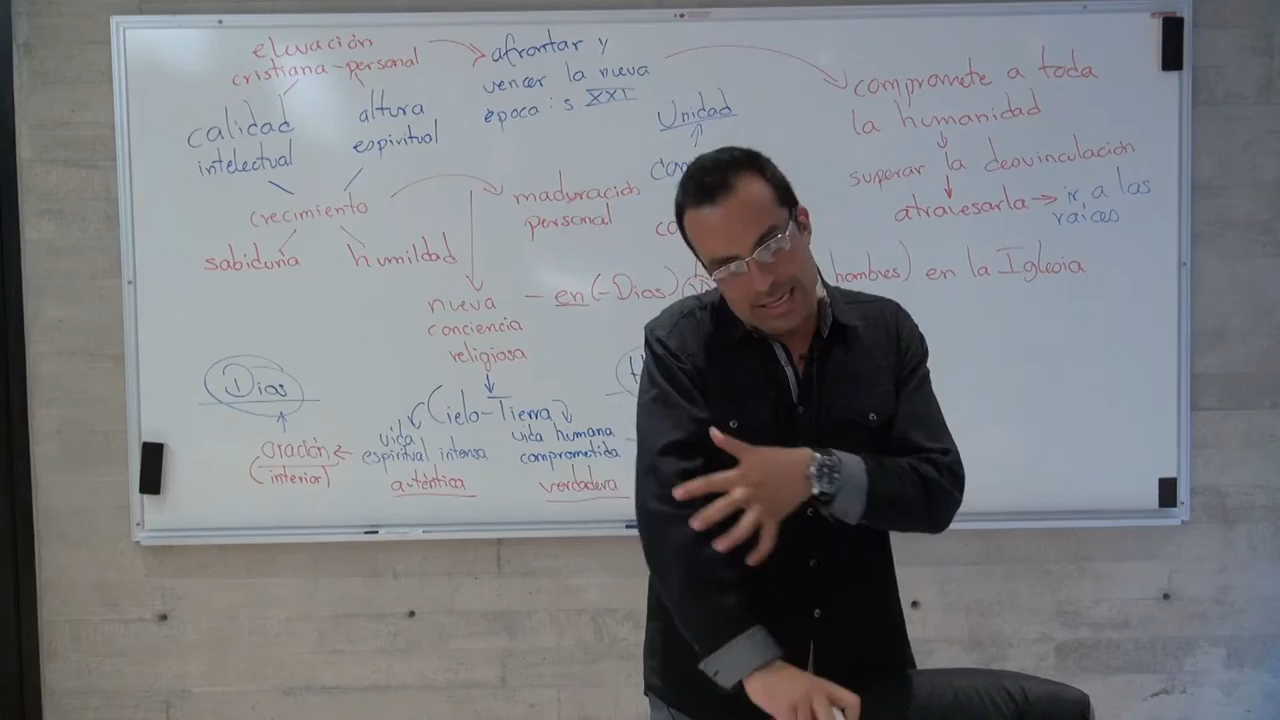 elevación
cristiana-personal
calidad
intelectual
altura
espiritual
crecimiento
sabiduría
humildad
afrontar y
vencer la nueva
época: s XXI
maduración
personal
Unidad
compromete a toda
la humanidad
superar la desvinculación
atravesarla → ir a las
raíces
nueva
conciencia
religiosa
- en (-Dios)
hombres) en la Iglesia
Cielo-Tierra
vida
espiritual intensa
auténtica
vida humana
comprometida
verdadera
Dios
oración
(interior)